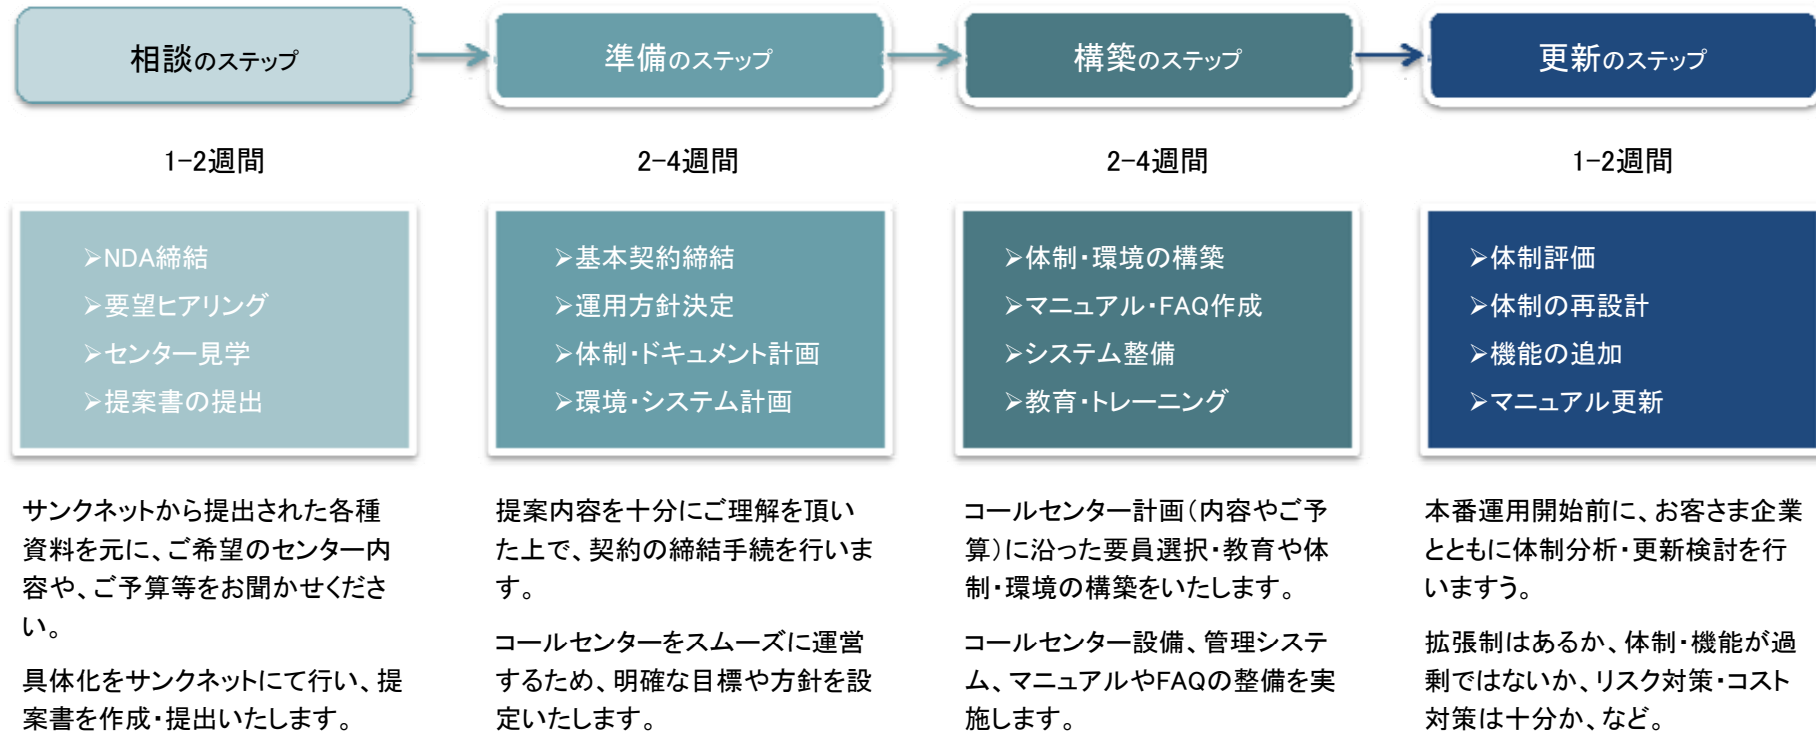 相談のステップ
準備のステップ
構築のステップ
更新のステップ
1-2週間
2-4週間
2-4週間
1-2週間
➢NDA締結
➢要望ヒアリング
➢センター見学
➢提案書の提出
➢基本契約締結
➢運用方針決定
➢体制・ドキュメント計画
➢環境・システム計画
➢体制・環境の構築
➢マニュアル・FAQ作成
➢システム整備
➢教育・トレーニング
➢体制評価
➢体制の再設計
➢機能の追加
➢マニュアル更新
サンクネットから提出された各種
資料を元に、ご希望のセンター内
容や、ご予算等をお聞かせくださ
い。
具体化をサンクネットにて行い、提
案書を作成・提出いたします。
提案内容を十分にご理解を頂い
た上で、契約の締結手続を行いま
す。
コールセンターをスムーズに運営
するため、明確な目標や方針を設
定いたします。
コールセンター計画（内容やご予
算）に沿った要員選択・教育や体
制・環境の構築をいたします。
コールセンター設備、管理システ
ム、マニュアルやFAQの整備を実
施します。
本番運用開始前に、お客さま企業
とともに体制分析・更新検討を行
いますう。
拡張制はあるか、体制・機能が過
剰ではないか、リスク対策・コスト
対策は十分か、など。